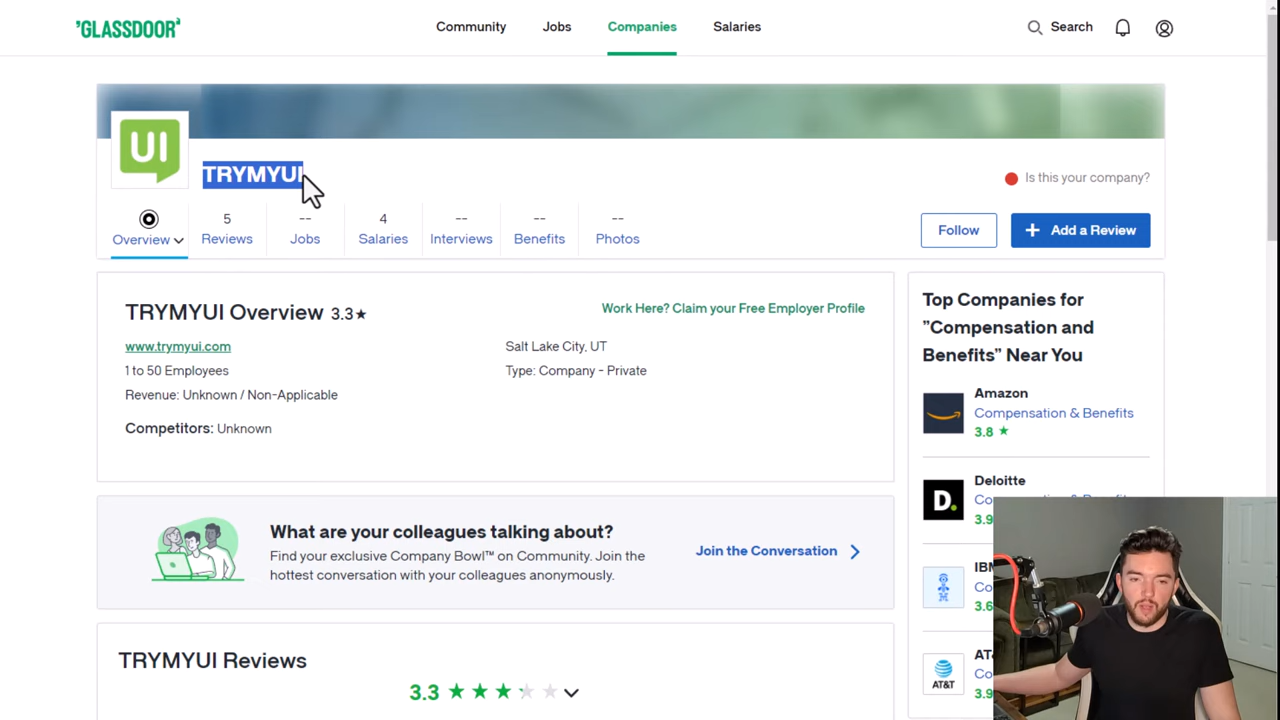 'GLASSDOOR'
Community Jobs Companies Salaries Search
UI
TRYMYUI
Is this your company?
Overview
5 Reviews
-- Jobs
4 Salaries
-- Interviews
-- Benefits
-- Photos
Follow
+ Add a Review
TRYMYUI Overview 3.3★
Work Here? Claim your Free Employer Profile
www.trymyui.com
Salt Lake City, UT
1 to 50 Employees
Type: Company - Private
Revenue: Unknown / Non-Applicable
Competitors: Unknown
What are your colleagues talking about?
Find your exclusive Company Bowl™ on Community. Join the
hottest conversation with your colleagues anonymously.
Join the Conversation
TRYMYUI Reviews
3.3 ★★★★★
Top Companies for
”Compensation and
Benefits” Near You
Amazon
Compensation & Benefits
3.8 ★
D.
Deloitte
3.9
IBM
Co
3.6
AT&T
AT&
Co
3.9